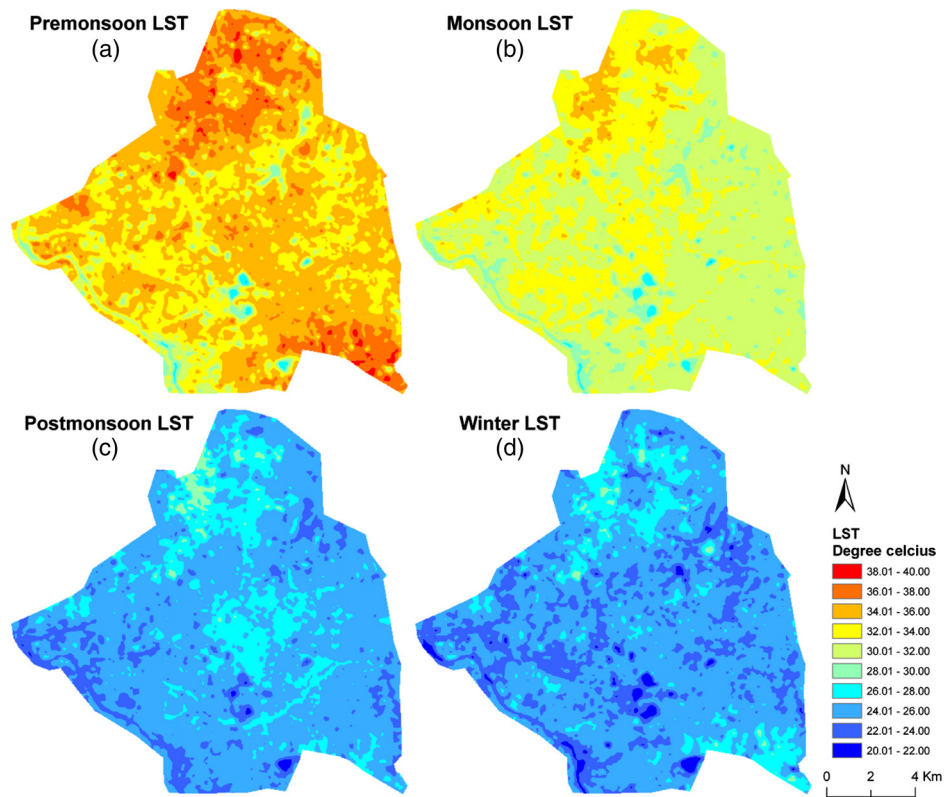 Premonsoon LST
(a)
Monsoon LST
(b)
Postmonsoon LST
(c)
Winter LST
(d)
N
LST
Degree celcius
38.01 - 40.00
36.01 - 38.00
34.01 - 36.00
32.01 - 34.00
30.01 - 32.00
28.01 - 30.00
26.01 - 28.00
24.01 - 26.00
22.01 - 24.00
20.01 - 22.00
0 2 4 Km